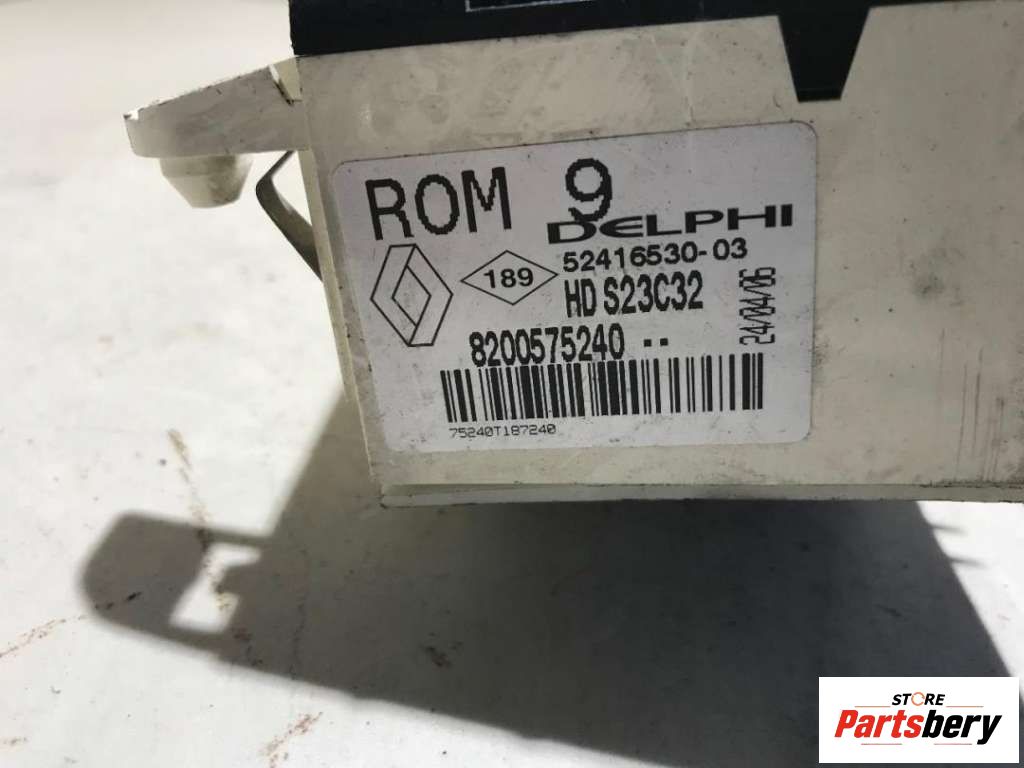 ROM 9
DELPHI
52416530-03
189
HD S23C32
24/04/06
8200575240 --
75240T187240
STORE
Partsbery